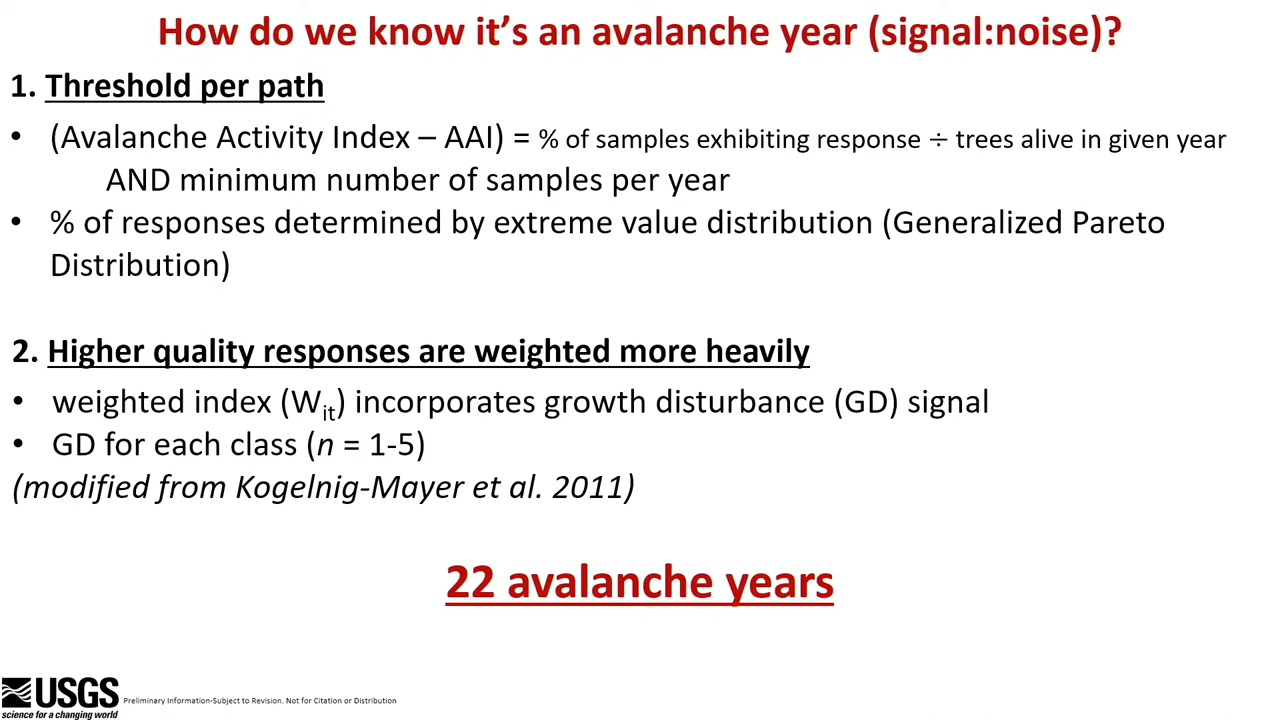 How do we know it’s an avalanche year (signal:noise)?
1. Threshold per path
• (Avalanche Activity Index – AAI) = % of samples exhibiting response ÷ trees alive in given year
AND minimum number of samples per year
• % of responses determined by extreme value distribution (Generalized Pareto
Distribution)
2. Higher quality responses are weighted more heavily
• weighted index (Wit) incorporates growth disturbance (GD) signal
• GD for each class (n = 1-5)
(modified from Kogelnig-Mayer et al. 2011)
22 avalanche years
USGS
science for a changing world
Preliminary Information-Subject to Revision. Not for Citation or Distribution